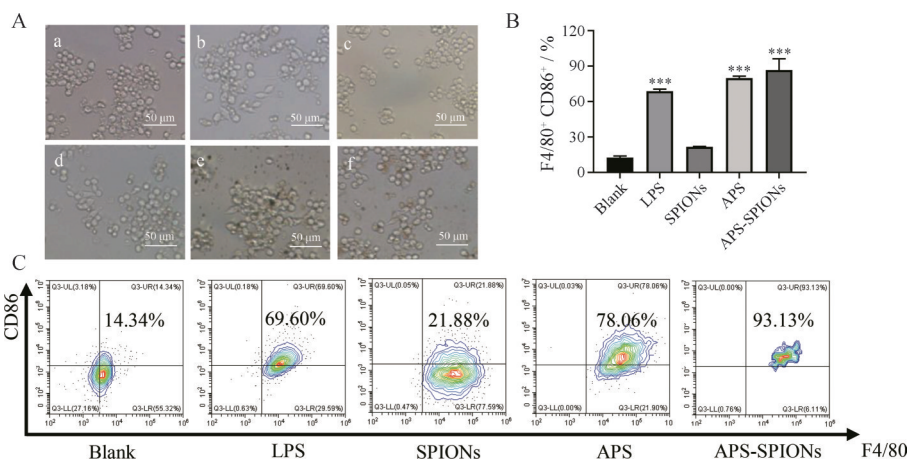 A
B
a
b
c
50 μm
50 μm
50 μm
d
e
f
50 μm
50 μm
50 μm
F4/80+ CD86+ / %
120
90
60
30
0
***
***
***
Blank
LPS
SPIONs
APS
APS-SPIONs
C
CD86
Q3-UL(3.18%) Q3-UR(14.34%)
14.34%
Q3-LL(27.16%) Q3-LR(55.32%)
Q3-UL(0.18%) Q3-UR(69.60%)
69.60%
Q3-LL(0.63%) Q3-LR(29.59%)
Q3-UL(0.05%) Q3-UR(21.88%)
21.88%
Q3-LL(0.47%) Q3-LR(77.59%)
Q3-UL(0.03%) Q3-UR(78.06%)
78.06%
Q3-LL(0.00%) Q3-LR(21.90%)
Q3-UL(0.00%) Q3-UR(93.13%)
93.13%
Q3-LL(0.76%) Q3-LR(6.11%)
Blank LPS SPIONs APS APS-SPIONs F4/80